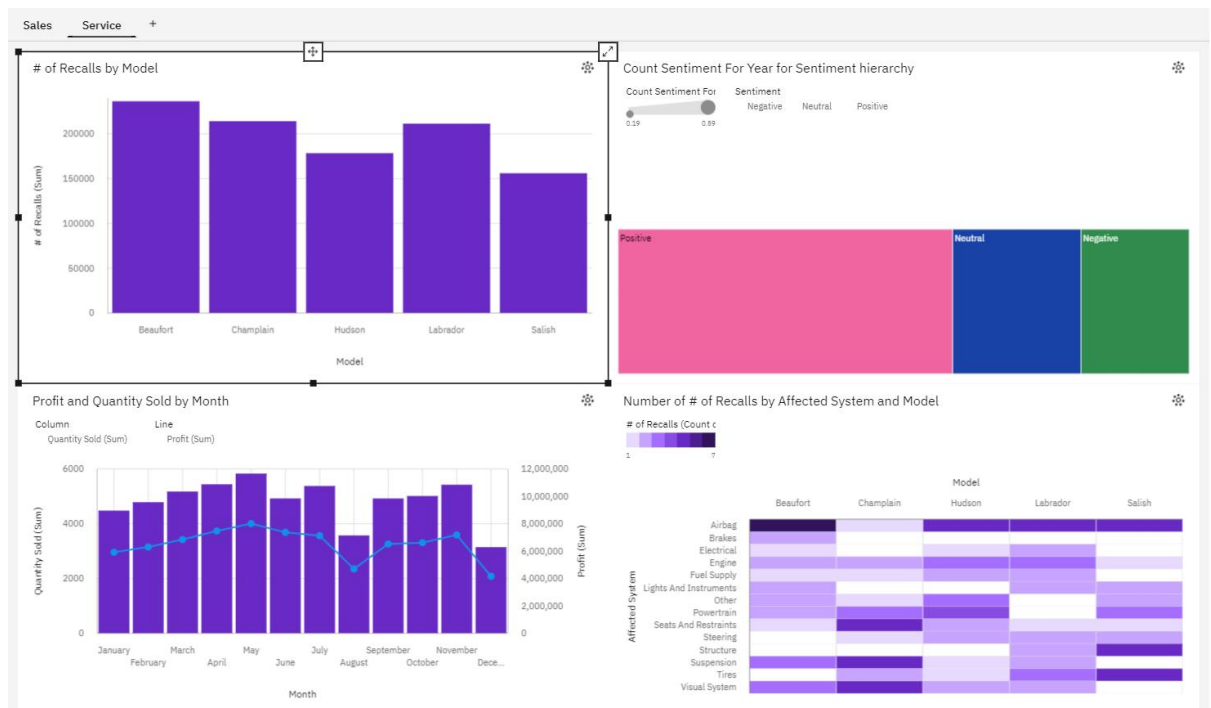 Sales Service +
# of Recalls by Model
# of Recalls (Sum)
200000
150000
100000
50000
0
Beaufort Champlain Hudson Labrador Salish
Model
Count Sentiment For Year for Sentiment hierarchy
Count Sentiment For Sentiment
Negative Neutral Positive
0.19 0.59
Positive Neutral Negative
Profit and Quantity Sold by Month
Column Line
Quantity Sold (Sum) Profit (Sum)
Quantity Sold (Sum)
6000
4000
2000
0
12,000,000
10,000,000
8,000,000
6,000,000
4,000,000
2,000,000
0
Profit (Sum)
January March May July September November
February April June August October Dece...
Month
Number of # of Recalls by Affected System and Model
# of Recalls (Count c
1 7
Model
Beaufort Champlain Hudson Labrador Salish
Affected System
Airbag
Brakes
Electrical
Engine
Fuel Supply
Lights And Instruments
Other
Powertrain
Seats And Restraints
Steering
Structure
Suspension
Tires
Visual System